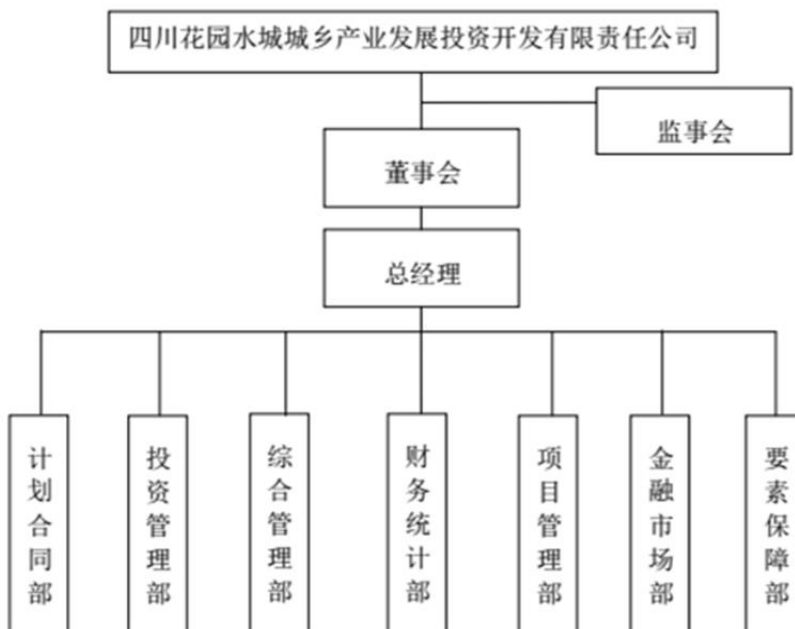 四川花园水城城乡产业发展投资开发有限责任公司
监事会
董事会
总经理
计划合同部
投资管理部
综合管理部
财务统计部
项目管理部
金融市场部
要素保障部